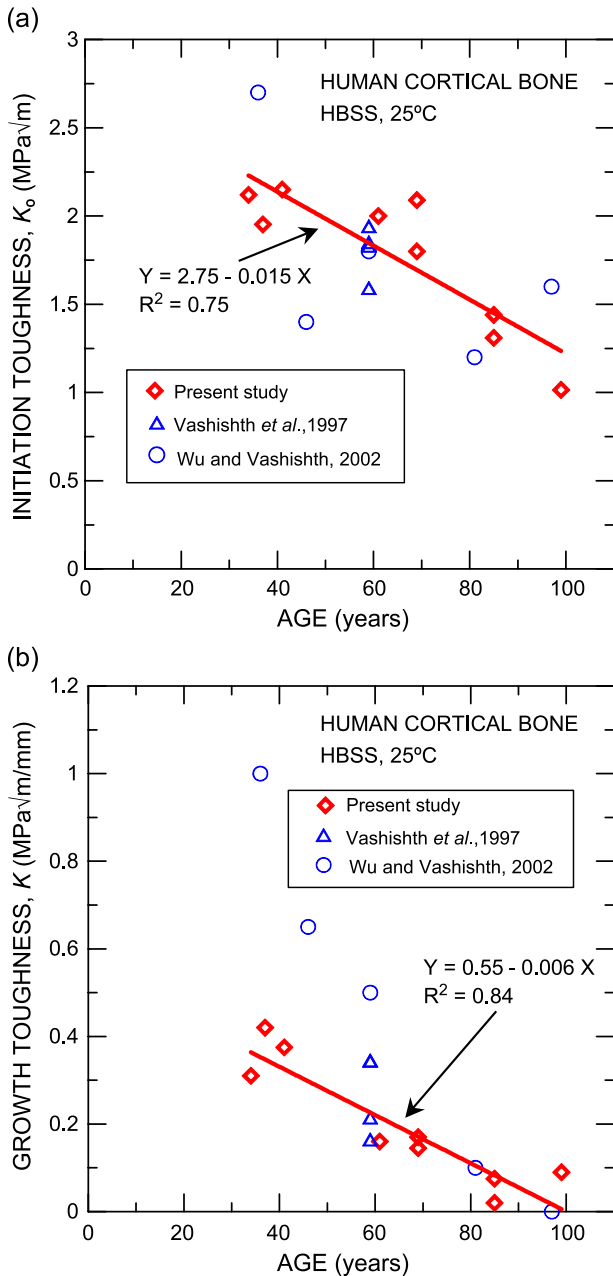 (a)
3
2.5
2
1.5
1
0.5
0
INITIATION TOUGHNESS, Kₒ (MPa√m)
HUMAN CORTICAL BONE
HBSS, 25ºC
Y = 2.75 - 0.015 X
R² = 0.75
Present study
Vashishth et al.,1997
Wu and Vashishth, 2002
0 20 40 60 80 100
AGE (years)
(b)
1.2
1
0.8
0.6
0.4
0.2
0
GROWTH TOUGHNESS, K (MPa√m/mm)
HUMAN CORTICAL BONE
HBSS, 25ºC
Present study
Vashishth et al.,1997
Wu and Vashishth, 2002
Y = 0.55 - 0.006 X
R² = 0.84
0 20 40 60 80 100
AGE (years)